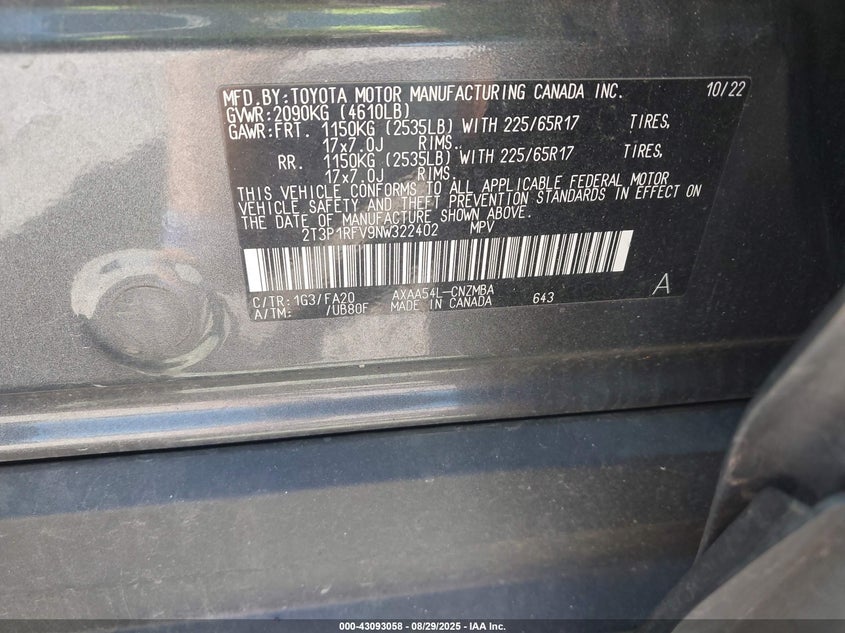 MFD.BY:TOYOTA MOTOR MANUFACTURING CANADA INC. 10/22
GVWR:2090KG (4610LB)
GAWR:FRT. 1150KG (2535LB) WITH 225/65R17 TIRES,
17x7.0J RIMS.,
RR. 1150KG (2535LB) WITH 225/65R17 TIRES,
17x7.0J RIMS.
THIS VEHICLE CONFORMS TO ALL APPLICABLE FEDERAL MOTOR
VEHICLE SAFETY AND THEFT PREVENTION STANDARDS IN EFFECT ON
THE DATE OF MANUFACTURE SHOWN ABOVE.
2T3P1RFV9NW322402 MPV
C/TR: 1G3/FA20 AXAA54L-CNZMBA 643 A
A/TM: /UB80F MADE IN CANADA
000-43093058 - 08/29/2025 - IAA Inc.